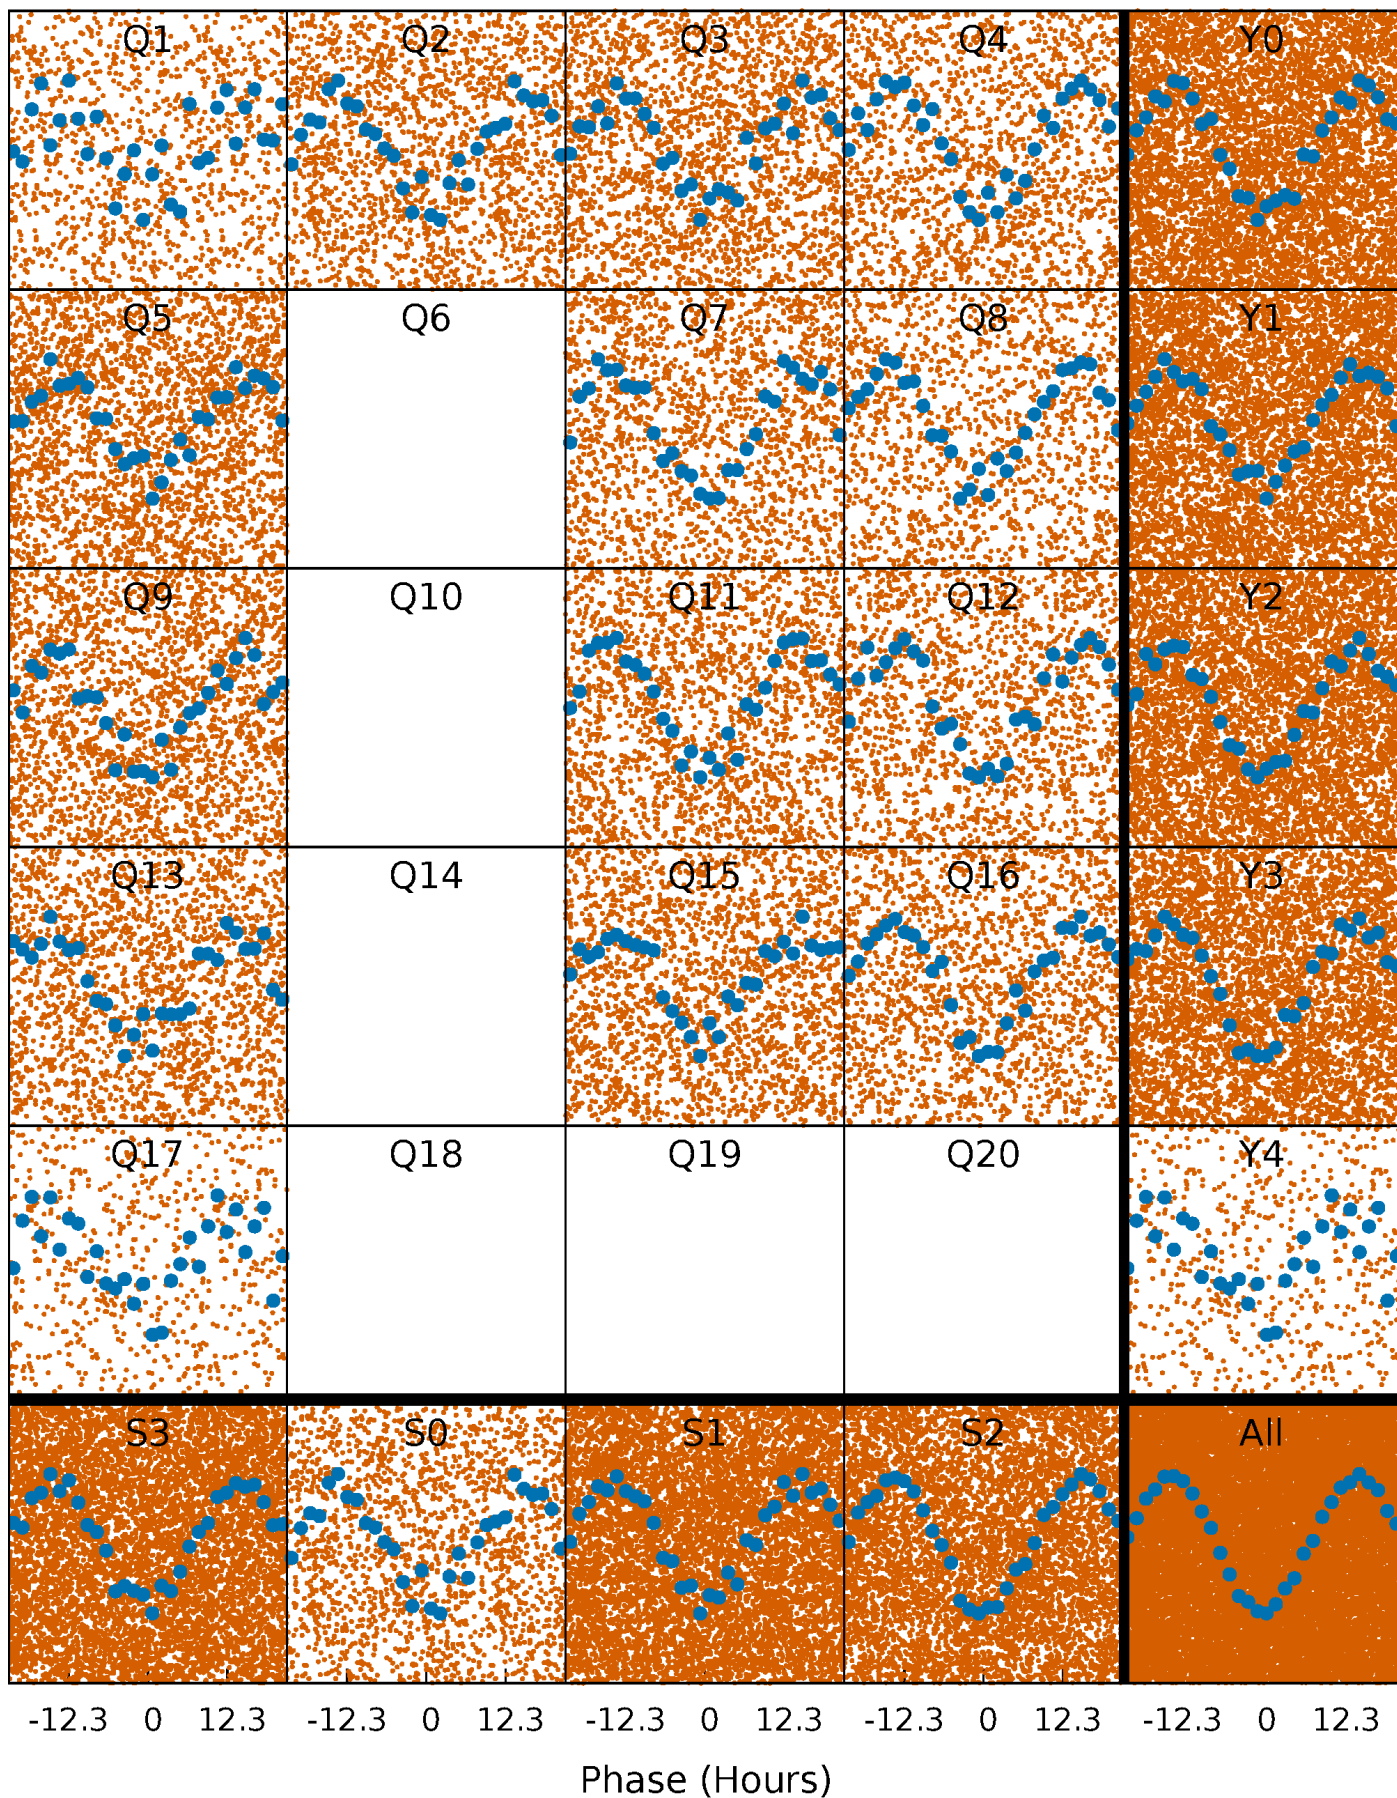 Q1 Q2 Q3 Q4 Y0
Q5 Q6 Q7 Q8 Y1
Q9 Q10 Q11 Q12 Y2
Q13 Q14 Q15 Q16 Y3
Q17 Q18 Q19 Q20 Y4
S3 S0 S1 S2 All
-12.3 0 12.3 -12.3 0 12.3 -12.3 0 12.3 -12.3 0 12.3 -12.3 0 12.3
Phase (Hours)